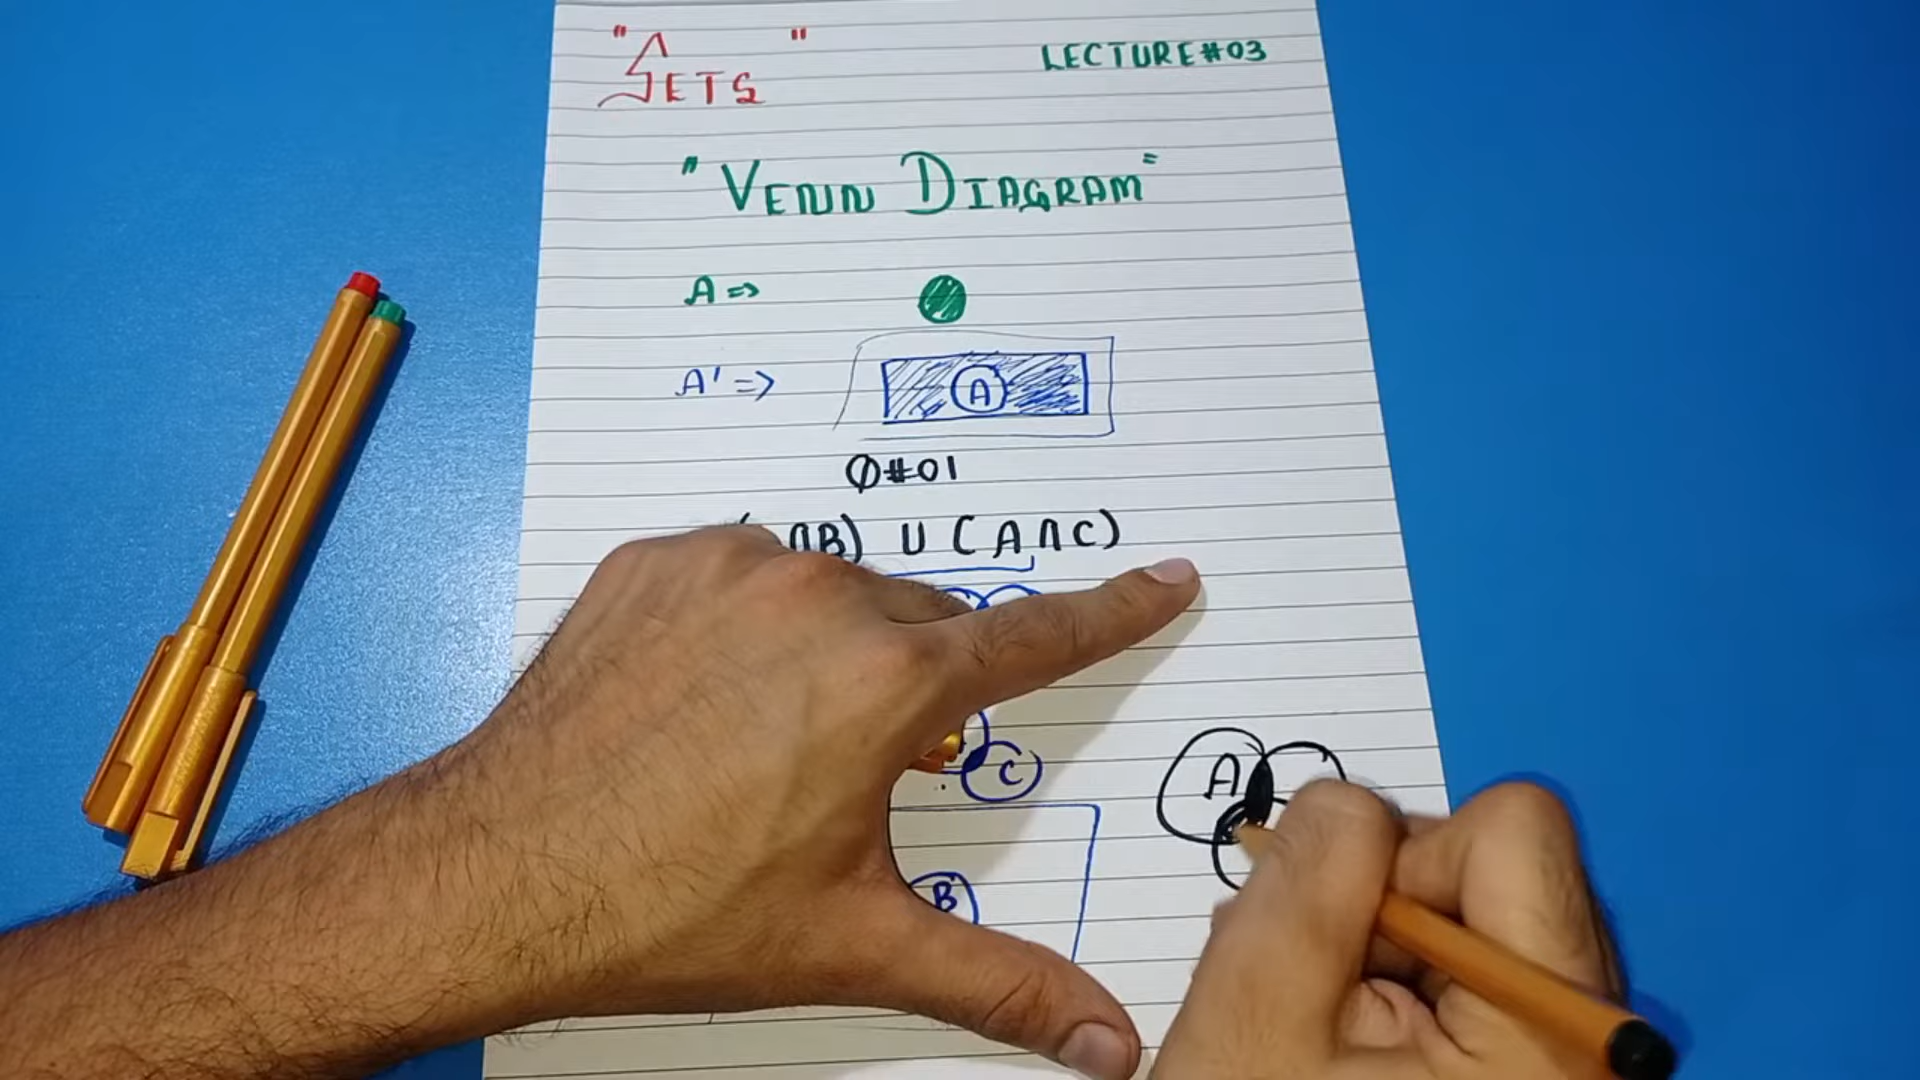 "SETS"
LECTURE#03
"VENN DIAGRAM"
A =>
A' =>
A
Q#01
∩B) ∪ (A∩C)
C
A
B